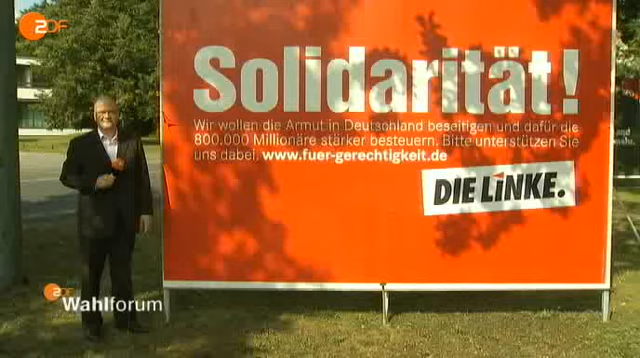 ZDF
Solidarität!
Wir wollen die Armut in Deutschland beseitigen und dafür die
800.000 Millionäre stärker besteuern. Bitte unterstützen Sie
uns dabei. www.fuer-gerechtigkeit.de
DIE LINKE.
ZDF
Wahlforum